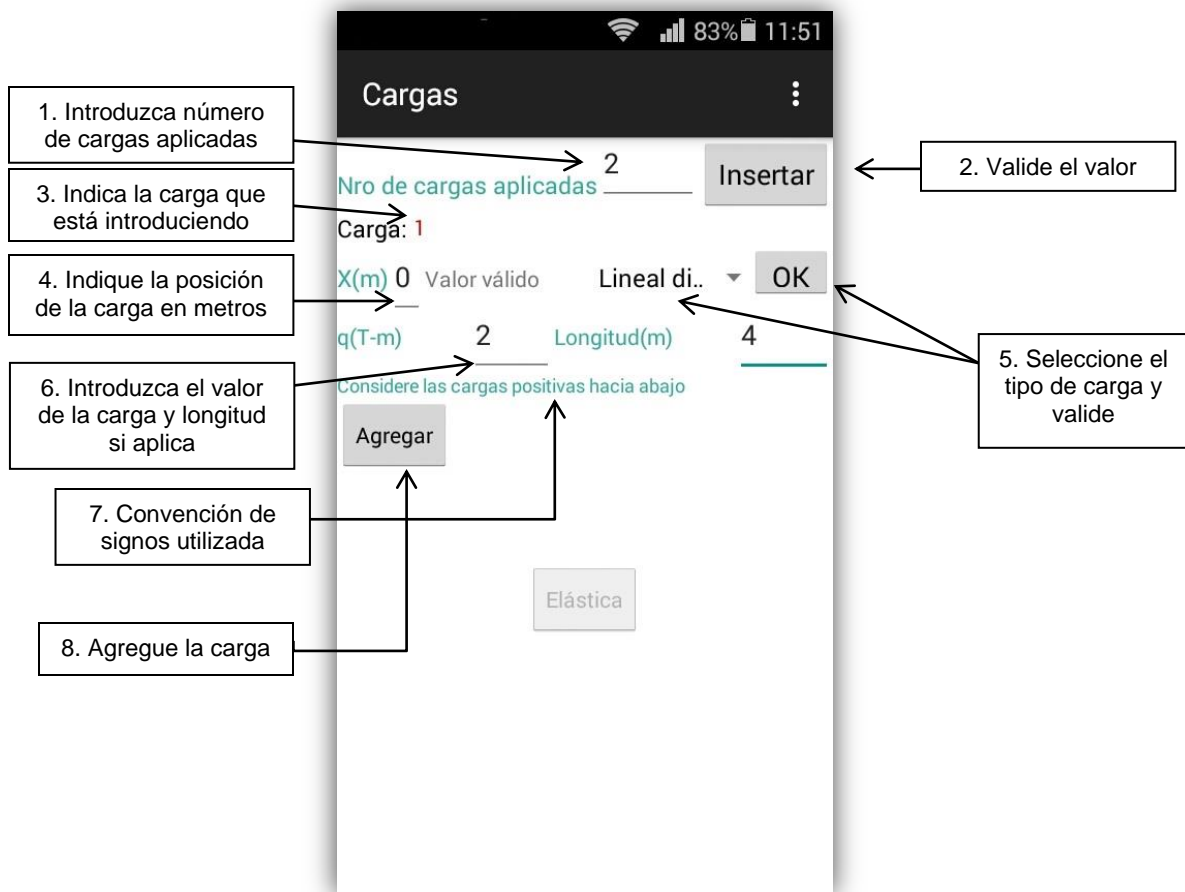 83% 11:51
Cargas
1. Introduzca número
de cargas aplicadas
2
Nro de cargas aplicadas
Insertar
2. Valide el valor
3. Indica la carga que
está introduciendo
Carga: 1
4. Indique la posición
de la carga en metros
X(m) 0 Valor válido Lineal di.. OK
q(T-m) 2 Longitud(m) 4
5. Seleccione el
tipo de carga y
valide
6. Introduzca el valor
de la carga y longitud
si aplica
Considere las cargas positivas hacia abajo
Agregar
7. Convención de
signos utilizada
Elástica
8. Agregue la carga